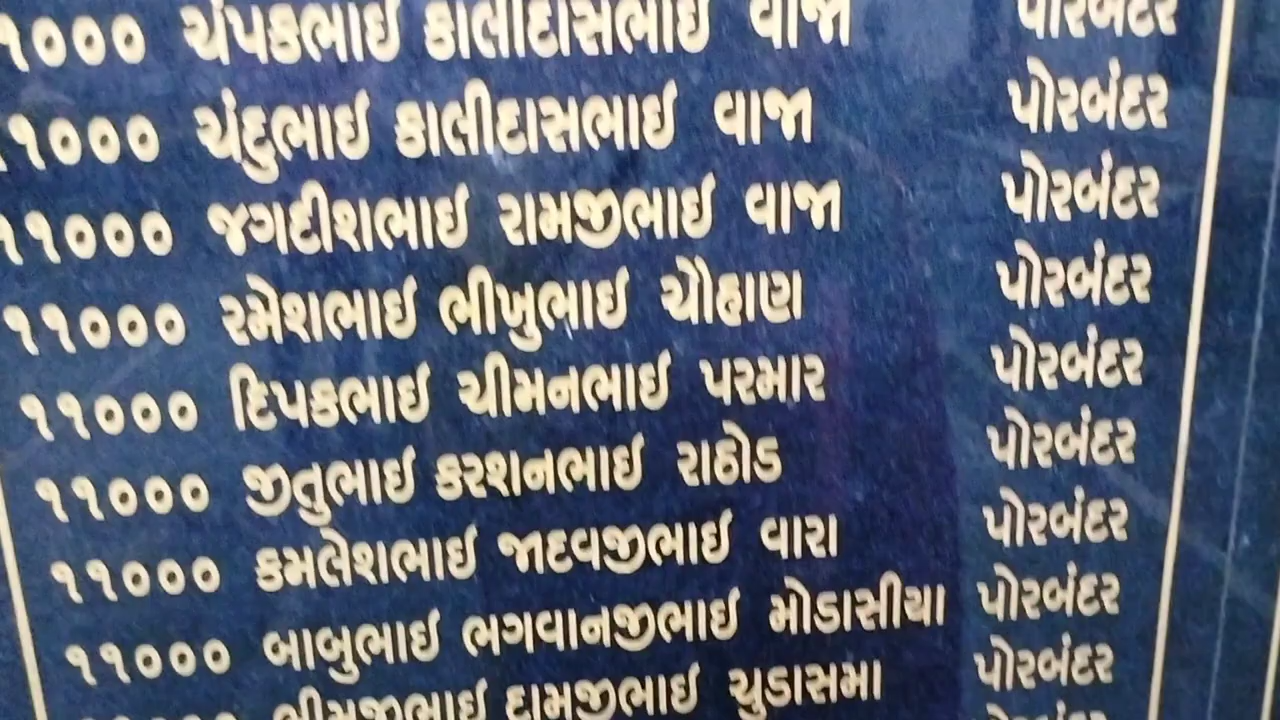 ૧૦૦૦ ચંપકભાઈ કાલીદાસભાઈ વાજા પોરબંદર
૧૧૦૦૦ ચંદુભાઈ કાલીદાસભાઈ વાજા પોરબંદર
૧૧૦૦૦ જગદીશભાઈ રામજીભાઈ વાજા પોરબંદર
૧૧૦૦૦ રમેશભાઈ ભીખુભાઈ ચૌહાણ પોરબંદર
૧૧૦૦૦ દિપકભાઈ ચીમનભાઈ પરમાર પોરબંદર
૧૧૦૦૦ જીતુભાઈ કરશનભાઈ રાઠોડ પોરબંદર
૧૧૦૦૦ કમલેશભાઈ જાદવજીભાઈ વારા પોરબંદર
૧૧૦૦૦ બાબુભાઈ ભગવાનજીભાઈ મોડાસીયા પોરબંદર
દામજીભાઈ ચુડાસમા પોરબંદર